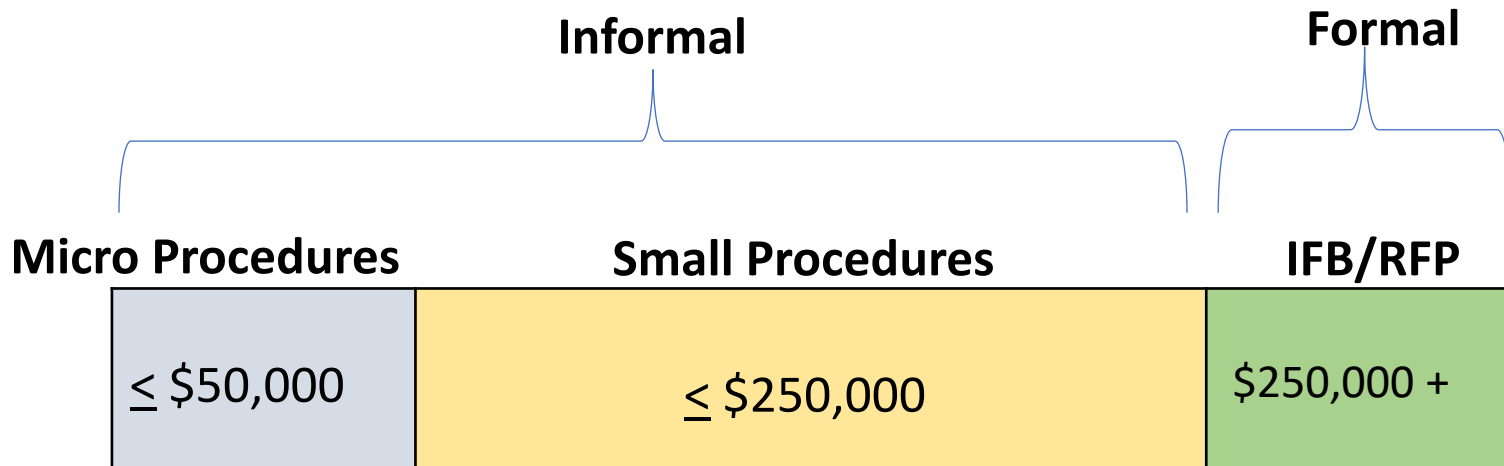 Informal
Formal
Micro Procedures
Small Procedures
IFB/RFP
≤ $50,000
≤ $250,000
$250,000 +